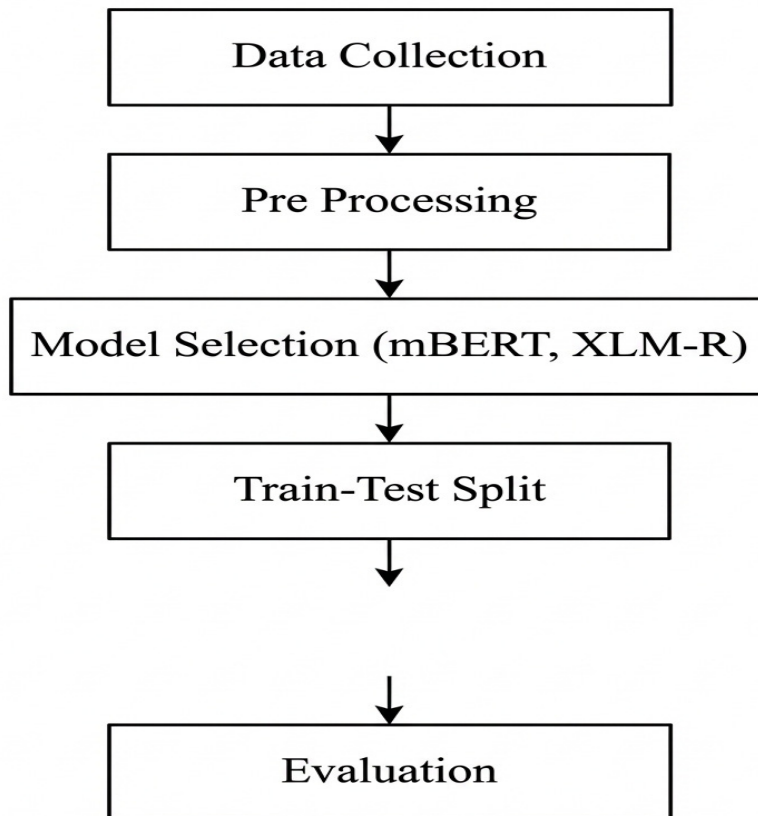 Data Collection
Pre Processing
Model Selection (mBERT, XLM-R)
Train-Test Split
Evaluation